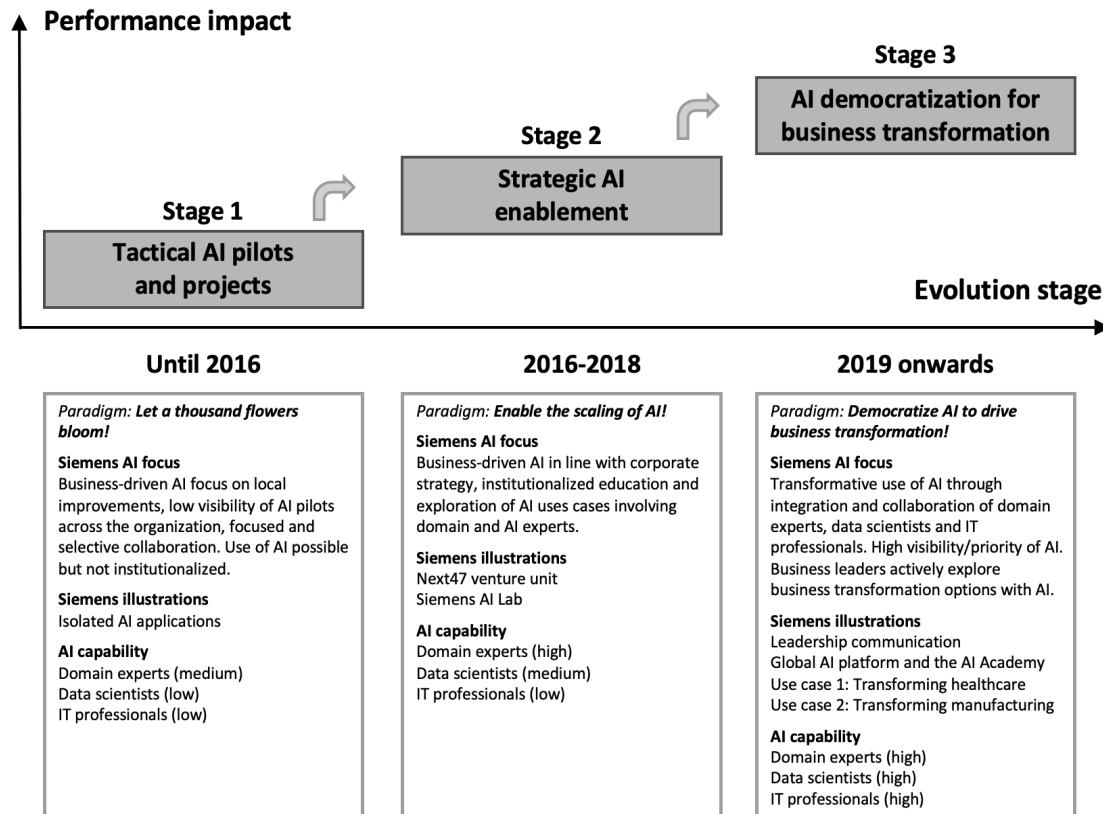 Performance impact
Stage 3
AI democratization for
business transformation
Stage 2
Strategic AI
enablement
Stage 1
Tactical AI pilots
and projects
Evolution stage
Until 2016
2016-2018
2019 onwards
Paradigm: Let a thousand flowers
bloom!
Siemens AI focus
Business-driven AI focus on local
improvements, low visibility of AI pilots
across the organization, focused and
selective collaboration. Use of AI possible
but not institutionalized.
Siemens illustrations
Isolated AI applications
AI capability
Domain experts (medium)
Data scientists (low)
IT professionals (low)
Paradigm: Enable the scaling of AI!
Siemens AI focus
Business-driven AI in line with corporate
strategy, institutionalized education and
exploration of AI uses cases involving
domain and AI experts.
Siemens illustrations
Next47 venture unit
Siemens AI Lab
AI capability
Domain experts (high)
Data scientists (medium)
IT professionals (low)
Paradigm: Democratize AI to drive
business transformation!
Siemens AI focus
Transformative use of AI through
integration and collaboration of domain
experts, data scientists and IT
professionals. High visibility/priority of AI.
Business leaders actively explore
business transformation options with AI.
Siemens illustrations
Leadership communication
Global AI platform and the AI Academy
Use case 1: Transforming healthcare
Use case 2: Transforming manufacturing
AI capability
Domain experts (high)
Data scientists (high)
IT professionals (high)